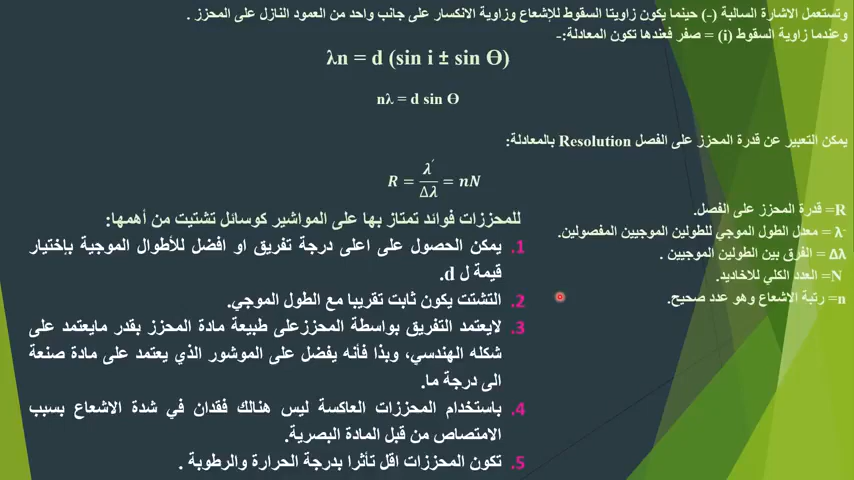 وتستعمل الاشارة السالبة (-) حينما يكون زاويتا السقوط للإشعاع وزاوية الانكسار على جانب واحد من العمود النازل على المحزز .
وعندما زاوية السقوط (i) = صفر فعندها تكون المعادلة:-
λn = d (sin i ± sin Ɵ)
nλ = d sin Ɵ
يمكن التعبير عن قدرة المحزز على الفصل Resolution بالمعادلة:
R = λ′/Δλ = nN
R= قدرة المحزز على الفصل.
λ- = معدل الطول الموجي للطولين الموجيين المفصولين.
Δλ = الفرق بين الطولين الموجيين .
N= العدد الكلي للاخاديد.
n= رتبة الاشعاع وهو عدد صحيح.
للمحززات فوائد تمتاز بها على المواشير كوسائل تشتيت من أهمها:
1. يمكن الحصول على اعلى درجة تفريق او افضل للأطوال الموجية بإختيار
قيمة ل d.
2. التشتت يكون ثابت تقريبا مع الطول الموجي.
3. لايعتمد التفريق بواسطة المحززعلى طبيعة مادة المحزز بقدر مايعتمد على
شكله الهندسي، وبذا فأنه يفضل على الموشور الذي يعتمد على مادة صنعة
الى درجة ما.
4. باستخدام المحززات العاكسة ليس هنالك فقدان في شدة الاشعاع بسبب
الامتصاص من قبل المادة البصرية.
5. تكون المحززات اقل تأثرا بدرجة الحرارة والرطوبة .